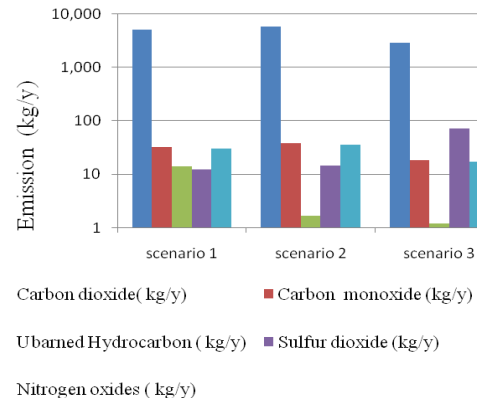 10,000
1,000
100
10
1
Emission (kg/y)
scenario 1 scenario 2 scenario 3
Carbon dioxide( kg/y) Carbon monoxide (kg/y)
Ubarned Hydrocarbon ( kg/y) Sulfur dioxide (kg/y)
Nitrogen oxides ( kg/y)